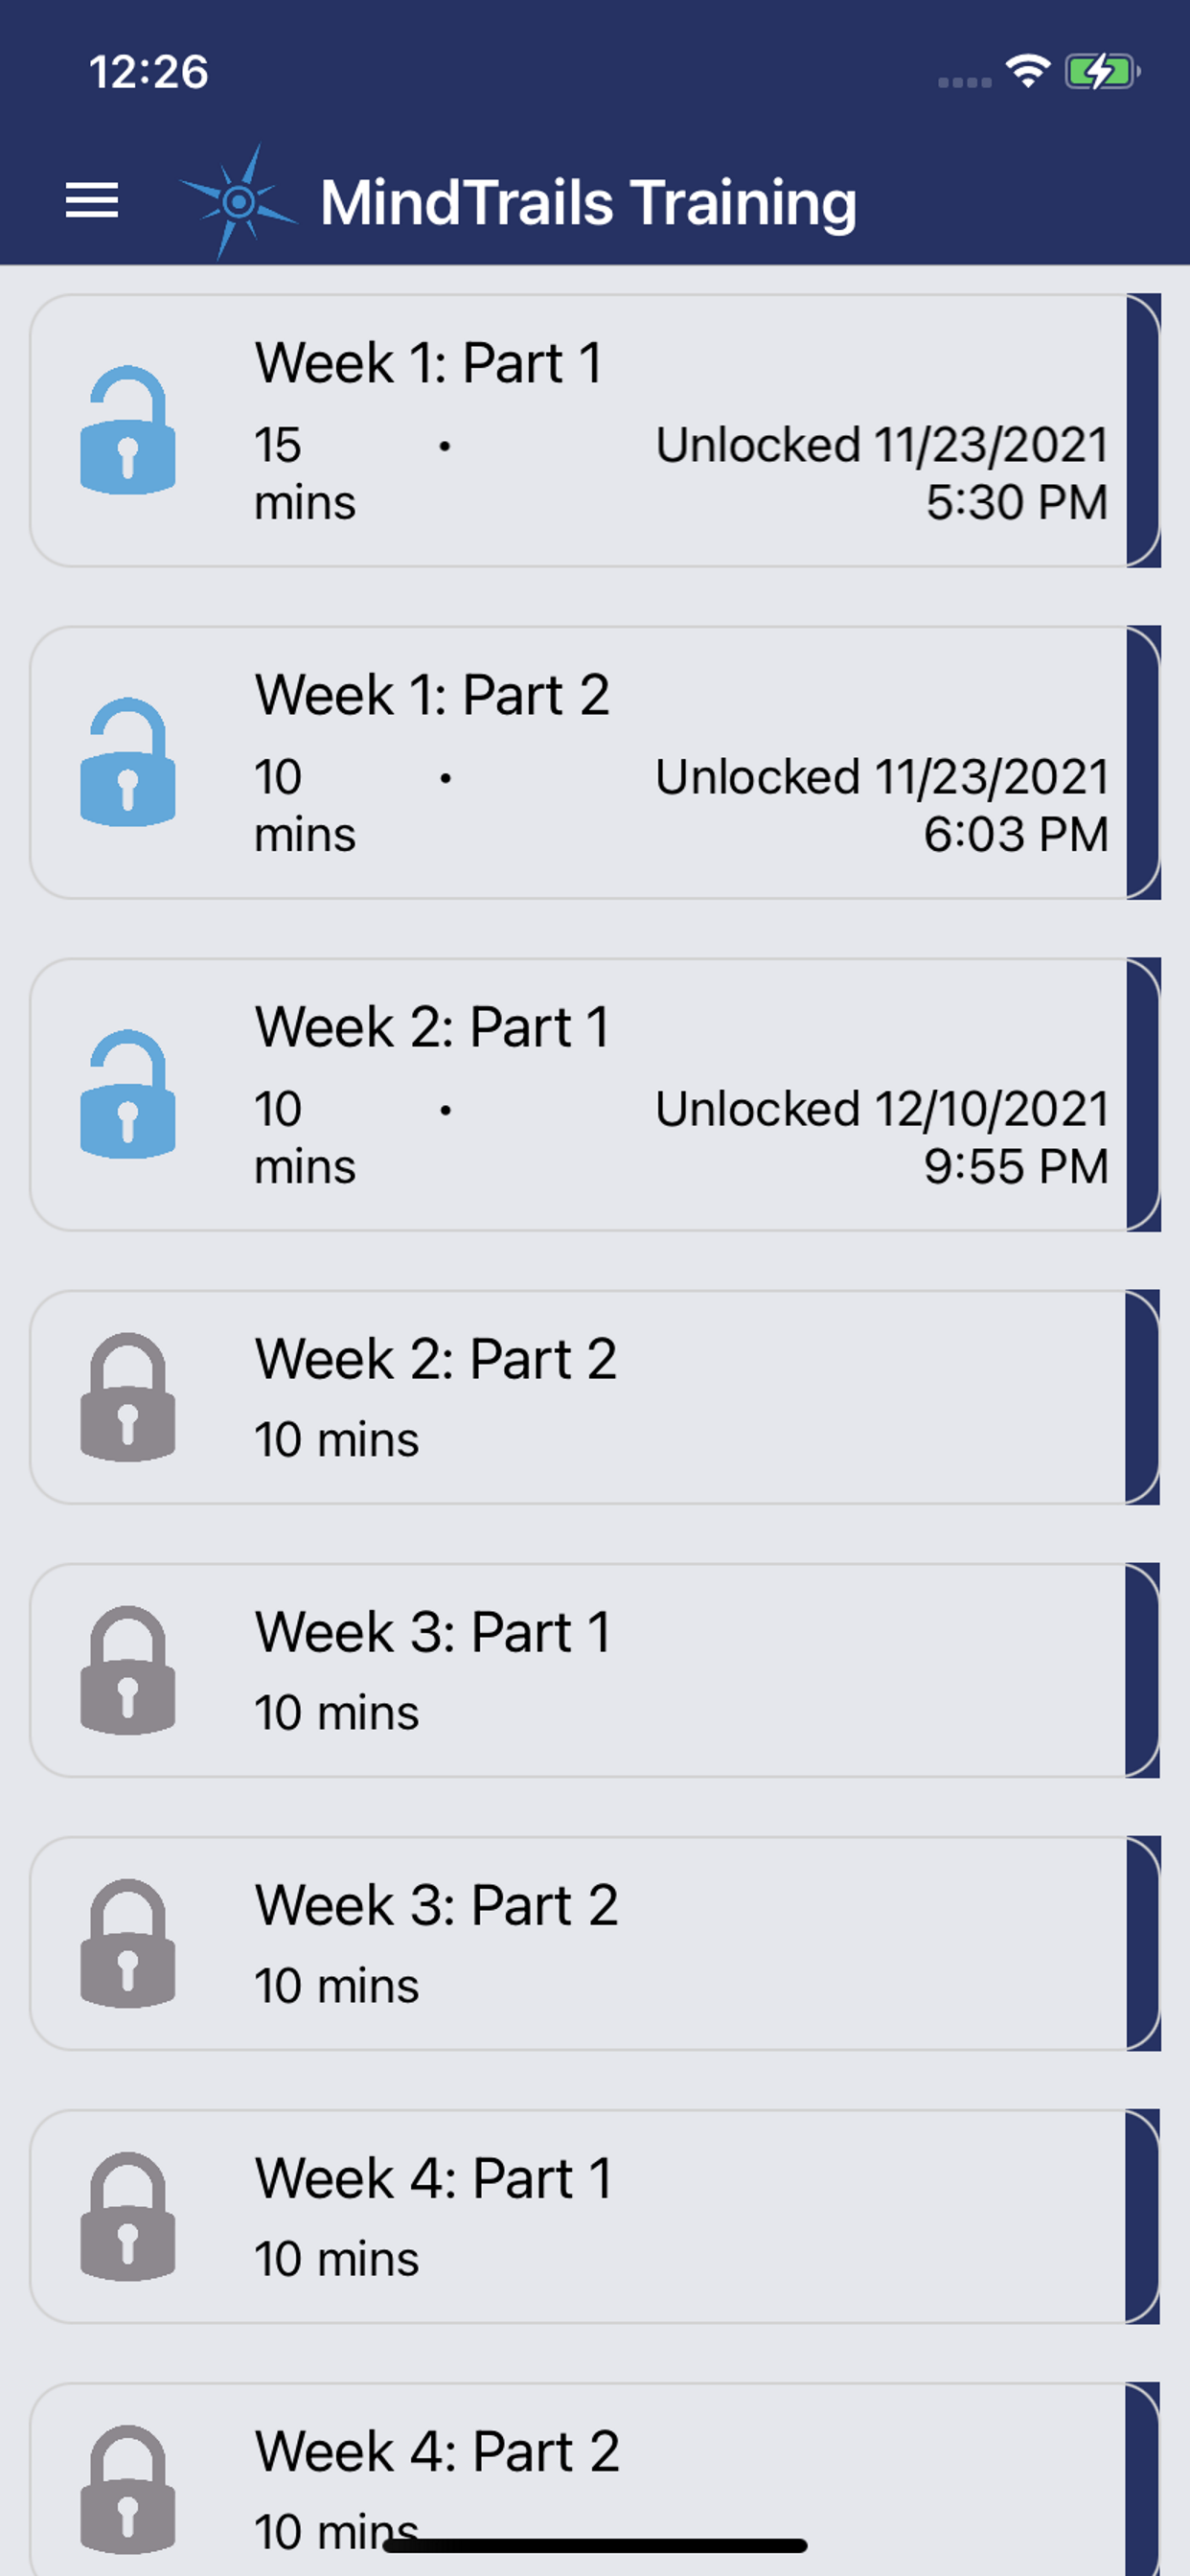 12:26
MindTrails Training
Week 1: Part 1
15 • Unlocked 11/23/2021
mins 5:30 PM
Week 1: Part 2
10 • Unlocked 11/23/2021
mins 6:03 PM
Week 2: Part 1
10 • Unlocked 12/10/2021
mins 9:55 PM
Week 2: Part 2
10 mins
Week 3: Part 1
10 mins
Week 3: Part 2
10 mins
Week 4: Part 1
10 mins
Week 4: Part 2
10 mins